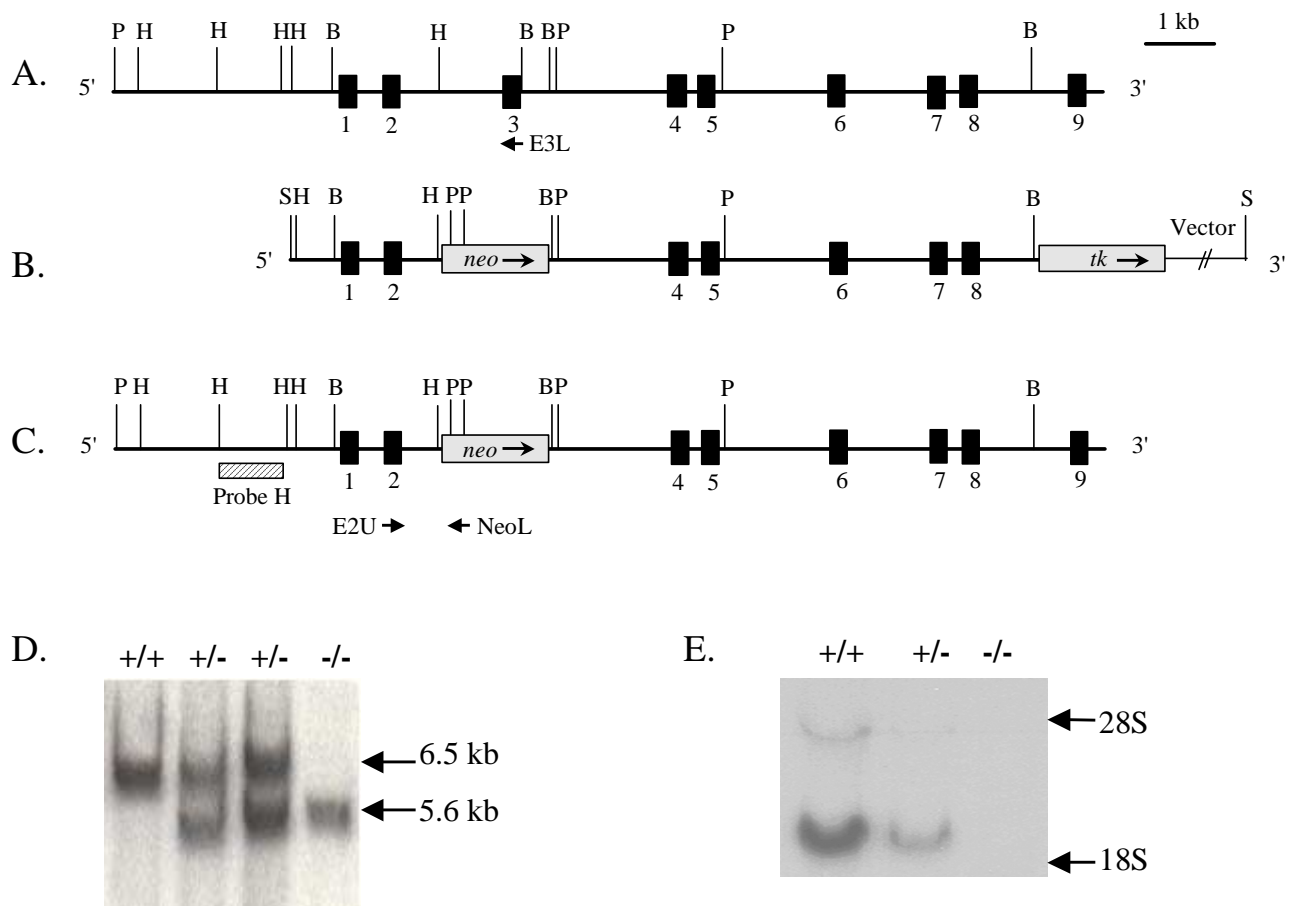 P H H HH B H B B P P B 1 kb
A. 5' 3'
1 2 3 4 5 6 7 8 9
E3L
SH B H PP BP P B S
Vector
B. 5' neo tk 3'
1 2 4 5 6 7 8
P H H HH B H PP BP P B
C. 5' neo 3'
1 2 4 5 6 7 8 9
Probe H
E2U NeoL
D. +/+ +/- +/- -/-
6.5 kb
5.6 kb
E. +/+ +/- -/-
28S
18S